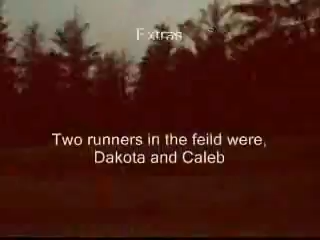 Extras
Two runners in the feild were,
Dakota and Caleb